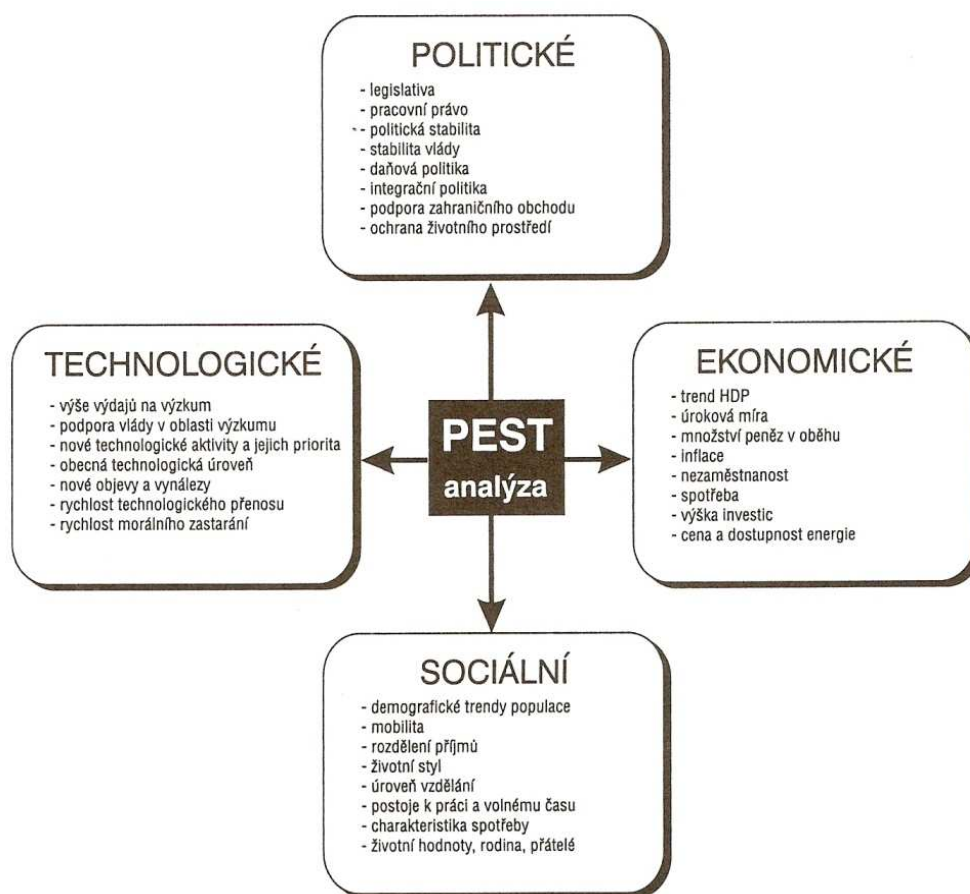 POLITICKÉ
- legislativa
- pracovní právo
- politická stabilita
- stabilita vlády
- daňová politika
- integrační politika
- podpora zahraničního obchodu
- ochrana životního prostředí
TECHNOLOGICKÉ
- výše výdajů na výzkum
- podpora vlády v oblasti výzkumu
- nové technologické aktivity a jejich priorita
- obecná technologická úroveň
- nové objevy a vynálezy
- rychlost technologického přenosu
- rychlost morálního zastarání
PEST
analýza
EKONOMICKÉ
- trend HDP
- úroková míra
- množství peněz v oběhu
- inflace
- nezaměstnanost
- spotřeba
- výška investic
- cena a dostupnost energie
SOCIÁLNÍ
- demografické trendy populace
- mobilita
- rozdělení příjmů
- životní styl
- úroveň vzdělání
- postoje k práci a volnému času
- charakteristika spotřeby
- životní hodnoty, rodina, přátelé